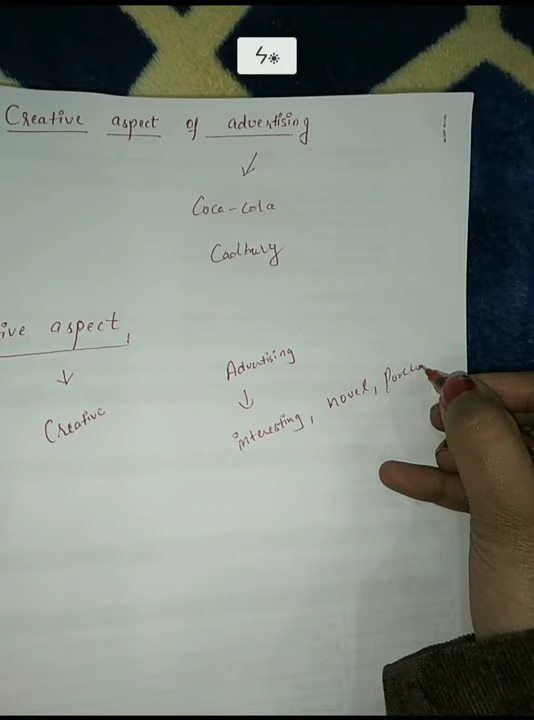 Creative aspect of advertising
Coca-cola
Cadbury
ive aspect,
Advertising
Creative
interesting, novel,